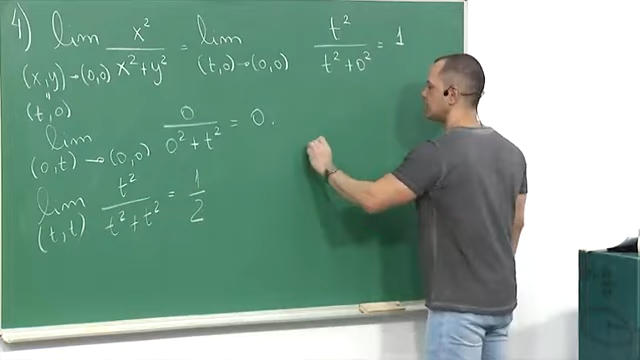 4) lim x²/(x²+y²) = lim t²/(t²+0²) = 1
(x,y)→(0,0) (t,0)→(0,0)
(t,0)
lim 0/(0²+t²) = 0.
(0,t)→(0,0)
lim t²/(t²+t²) = 1/2
(t,t)